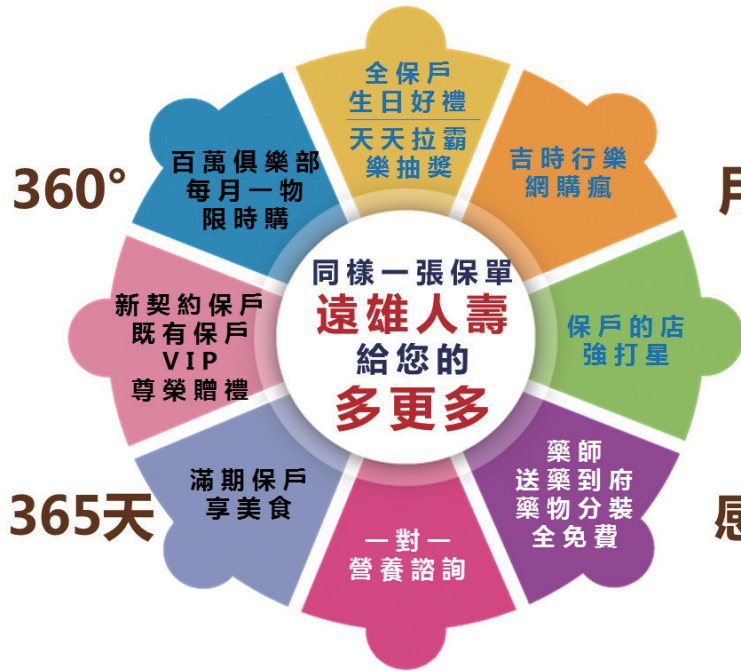 全保戶
生日好禮
天天拉霸
樂抽獎
吉時行樂
網購瘋
保戶的店
強打星
藥師
送藥到府
藥物分裝
全免費
一對一
營養諮詢
滿期保戶
享美食
新契約保戶
既有保戶
VIP
尊榮贈禮
百萬俱樂部
每月一物
限時購
同樣一張保單
遠雄人壽
給您的
多更多
360°
365天